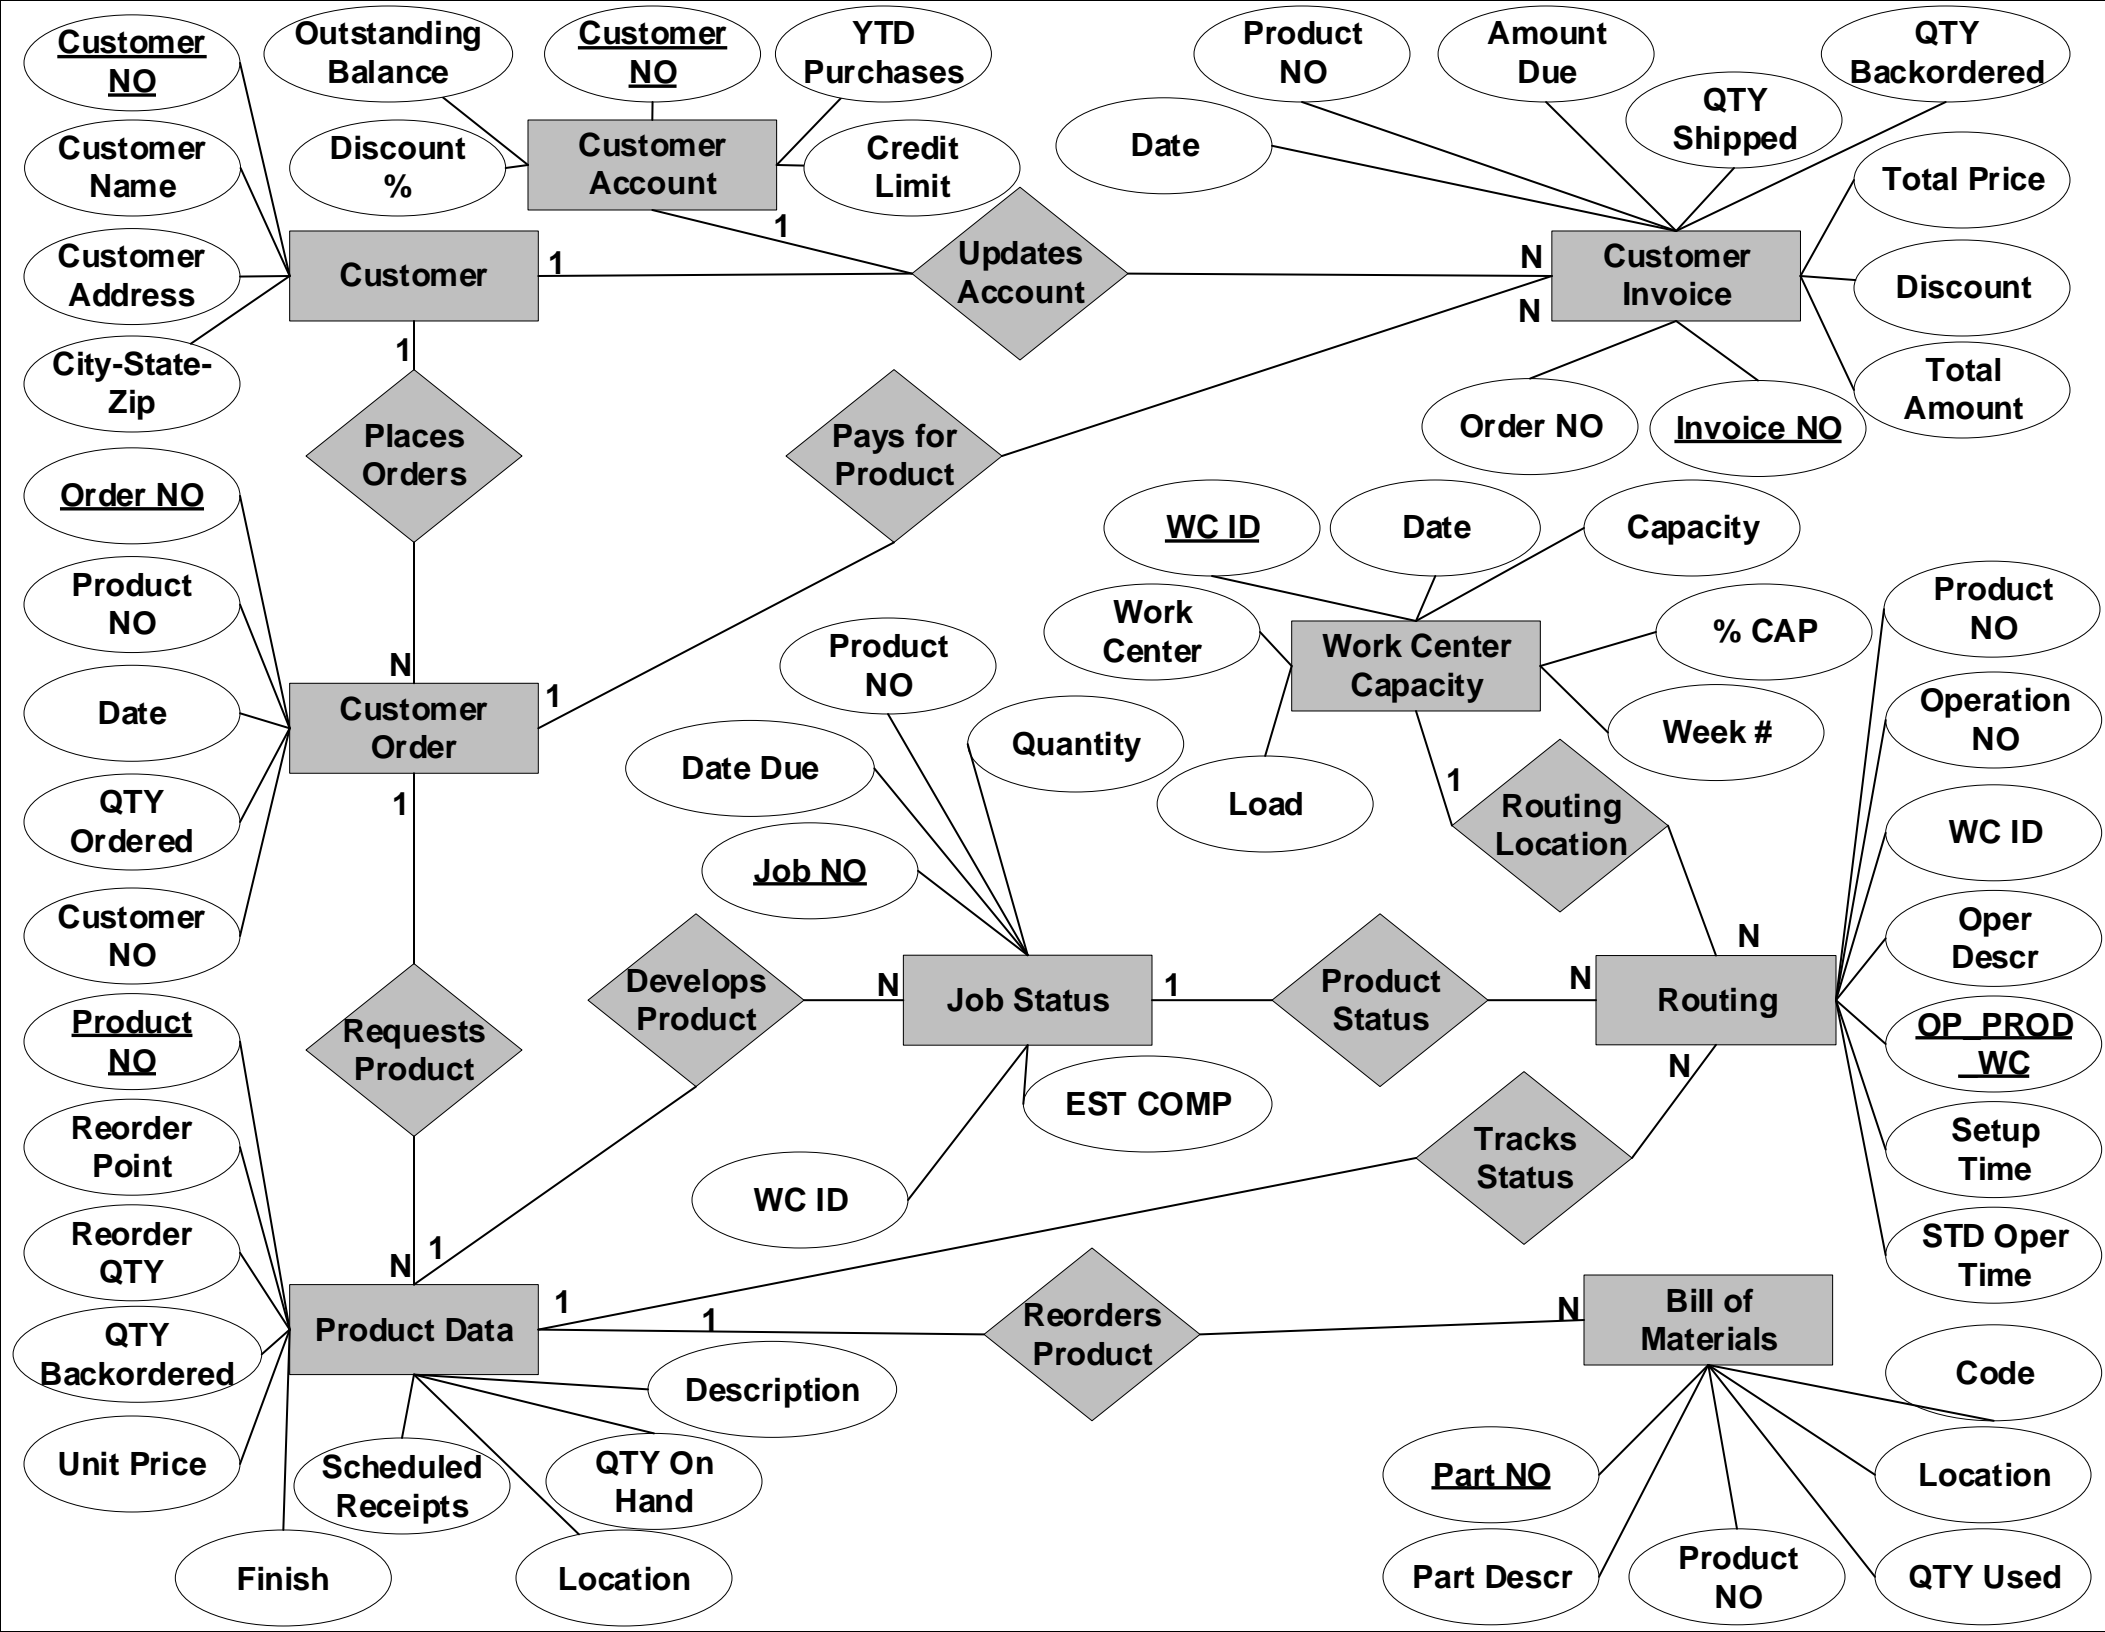 Customer
NO
Outstanding
Balance
Customer
NO
YTD
Purchases
Product
NO
Amount
Due
QTY
Backordered
QTY
Shipped
Customer
Name
Discount
%
Customer
Account
Credit
Limit
Date
Total Price
1
Customer
Address
Customer
1
Updates
Account
N
Customer
Invoice
Discount
N
City-State-
Zip
1
Total
Amount
Places
Orders
Pays for
Product
Order NO
Invoice NO
Order NO
WC ID
Date
Capacity
Product
NO
Product
NO
Work
Center
Work Center
Capacity
% CAP
Product
NO
N
Date
Customer
Order
1
Operation
NO
Quantity
Week #
Date Due
1
QTY
Ordered
1
Load
Routing
Location
WC ID
Job NO
Customer
NO
N
Oper
Descr
Develops
Product
N
Job Status
1
Product
Status
N
Routing
Product
NO
Requests
Product
OP_PROD
_WC
N
EST COMP
Reorder
Point
Tracks
Status
Setup
Time
WC ID
Reorder
QTY
1
N
STD Oper
Time
1
1
Product Data
Reorders
Product
N
Bill of
Materials
QTY
Backordered
Description
Code
Unit Price
Scheduled
Receipts
QTY On
Hand
Part NO
Location
Finish
Location
Part Descr
Product
NO
QTY Used